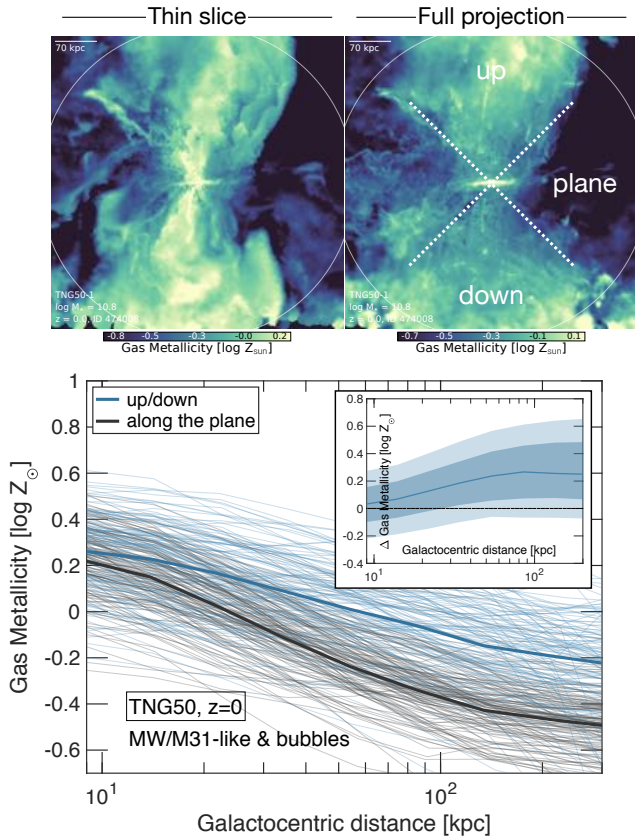 Thin slice
Full projection
70 kpc
70 kpc
up
plane
down
TNG50-1
log M⋆ = 10.8
z = 0.0, ID 474008
TNG50-1
log M⋆ = 10.8
z = 0.0, ID 474008
-0.8 -0.5 -0.3 -0.0 0.2
-0.7 -0.5 -0.3 -0.1 0.1
Gas Metallicity [log Zsun]
Gas Metallicity [log Zsun]
1
0.8
0.6
0.4
0.2
0
-0.2
-0.4
-0.6
Gas Metallicity [log Z⊙]
up/down
along the plane
0.8
0.6
0.4
0.2
0
-0.2
-0.4
Δ Gas Metallicity [log Z⊙]
Galactocentric distance [kpc]
10¹ 10²
TNG50, z=0
MW/M31-like & bubbles
10¹ 10²
Galactocentric distance [kpc]